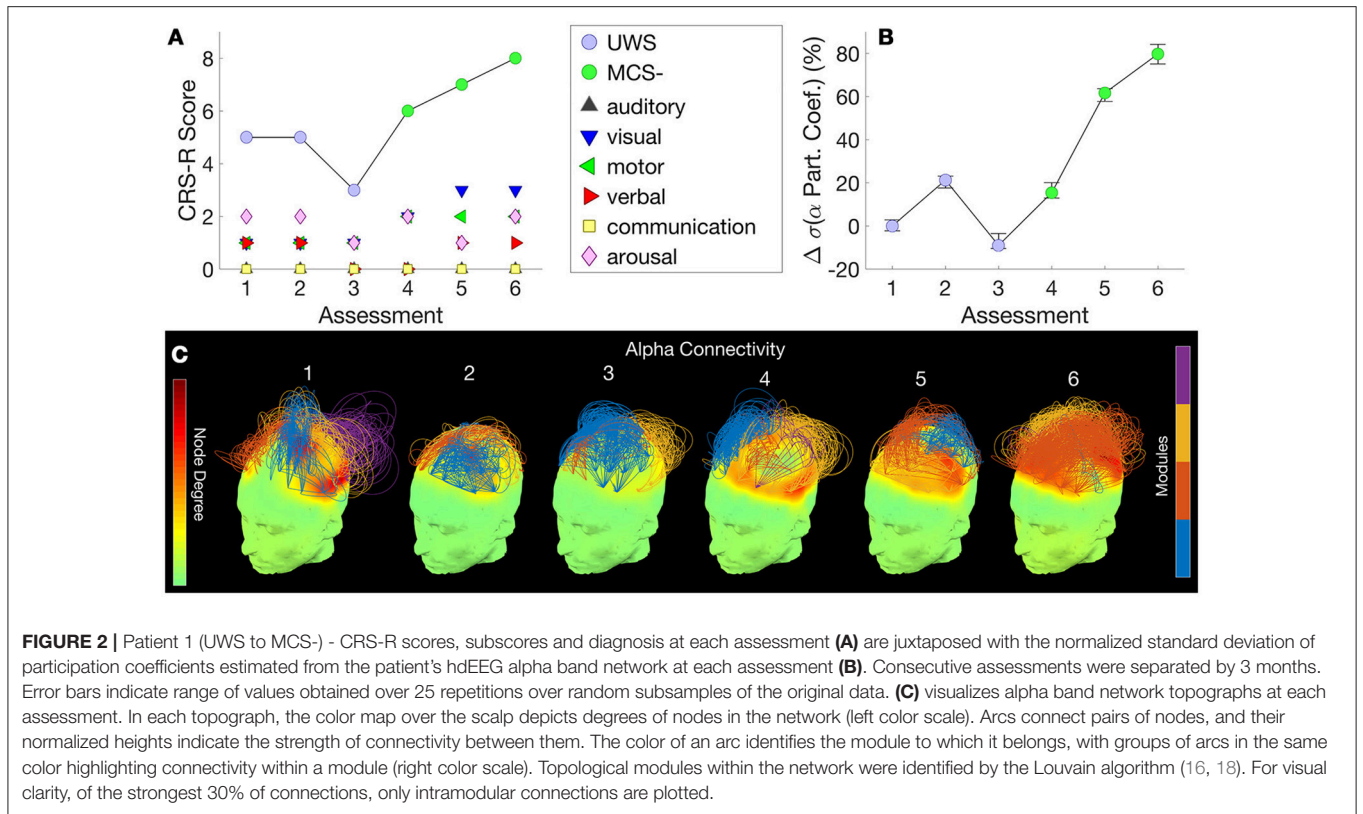 A
CRS-R Score
8
6
4
2
0
1 2 3 4 5 6
Assessment
UWS
MCS-
auditory
visual
motor
verbal
communication
arousal
B
Δ σ(α Part. Coef.) (%)
80
60
40
20
0
-20
1 2 3 4 5 6
Assessment
C
Alpha Connectivity
1 2 3 4 5 6
Node Degree
Modules
FIGURE 2 | Patient 1 (UWS to MCS-) - CRS-R scores, subscores and diagnosis at each assessment (A) are juxtaposed with the normalized standard deviation of
participation coefficients estimated from the patient's hdEEG alpha band network at each assessment (B). Consecutive assessments were separated by 3 months.
Error bars indicate range of values obtained over 25 repetitions over random subsamples of the original data. (C) visualizes alpha band network topographs at each
assessment. In each topograph, the color map over the scalp depicts degrees of nodes in the network (left color scale). Arcs connect pairs of nodes, and their
normalized heights indicate the strength of connectivity between them. The color of an arc identifies the module to which it belongs, with groups of arcs in the same
color highlighting connectivity within a module (right color scale). Topological modules within the network were identified by the Louvain algorithm (16, 18). For visual
clarity, of the strongest 30% of connections, only intramodular connections are plotted.